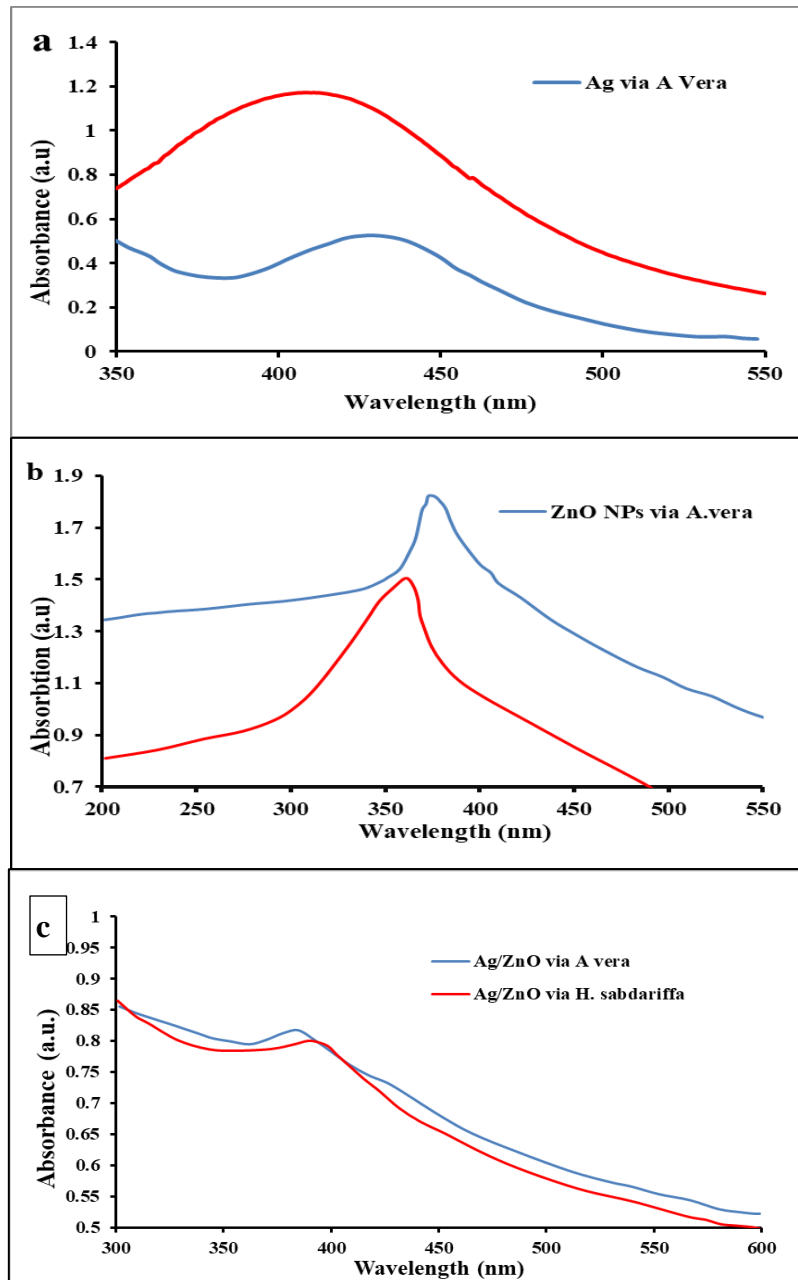 a
Ag via A Vera
Absorbance (a.u)
1.4
1.2
1
0.8
0.6
0.4
0.2
0
350 400 450 500 550
Wavelength (nm)
b
ZnO NPs via A.vera
Absorbtion (a.u)
1.9
1.7
1.5
1.3
1.1
0.9
0.7
200 250 300 350 400 450 500 550
Wavelength (nm)
c
Ag/ZnO via A vera
Ag/ZnO via H. sabdariffa
Absorbance (a.u.)
1
0.95
0.9
0.85
0.8
0.75
0.7
0.65
0.6
0.55
0.5
300 350 400 450 500 550 600
Wavelength (nm)